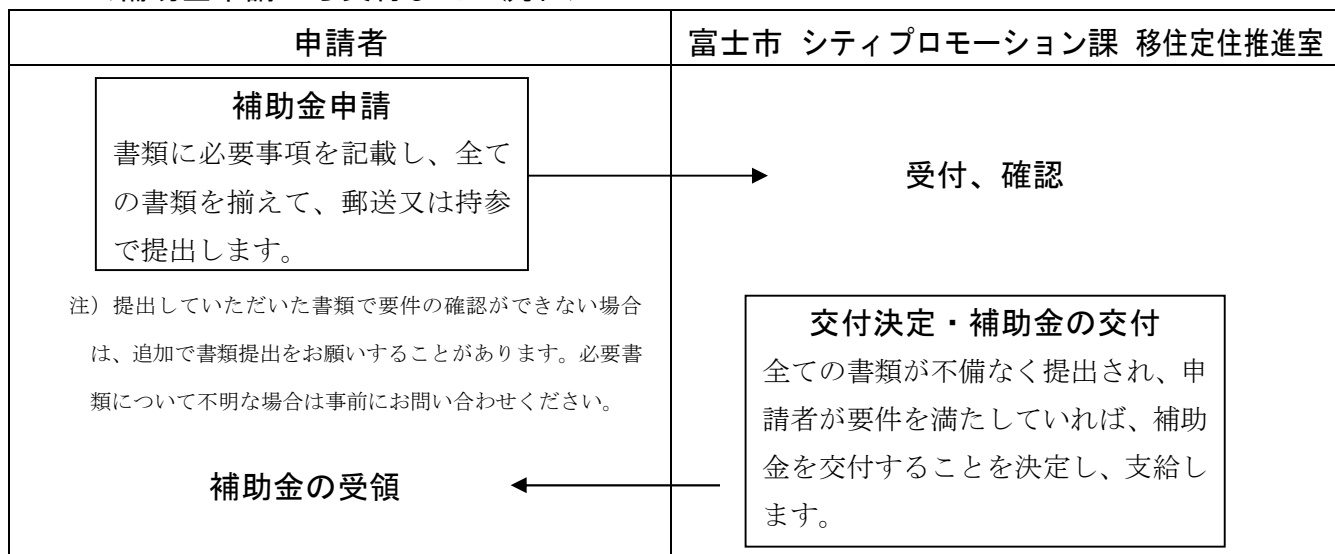 申請者
富士市 シティプロモーション課 移住定住推進室
補助金申請
書類に必要事項を記載し、全て
の書類を揃えて、郵送又は持参
で提出します。
受付、確認
注）提出していただいた書類で要件の確認ができない場合
は、追加で書類提出をお願いすることがあります。必要書
類について不明な場合は事前にお問い合わせください。
交付決定・補助金の交付
全ての書類が不備なく提出され、申
請者が要件を満たしていれば、補助
金を交付することを決定し、支給し
ます。
補助金の受領